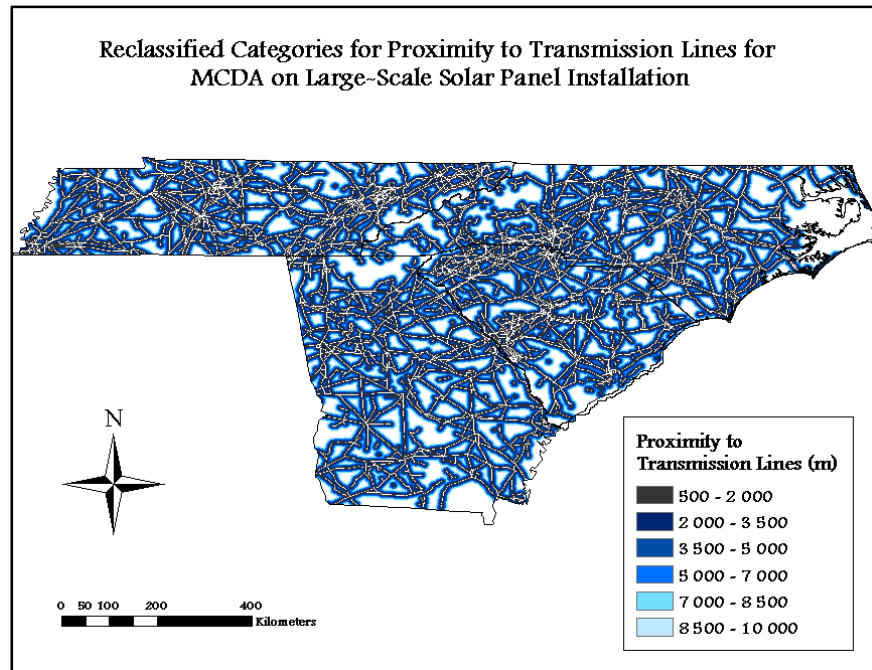 Reclassified Categories for Proximity to Transmission Lines for
MCDA on Large-Scale Solar Panel Installation
N
Proximity to
Transmission Lines (m)
500 - 2 000
2 000 - 3 500
3 500 - 5 000
5 000 - 7 000
7 000 - 8 500
8 500 - 10 000
0 50 100 200 400
Kilometers